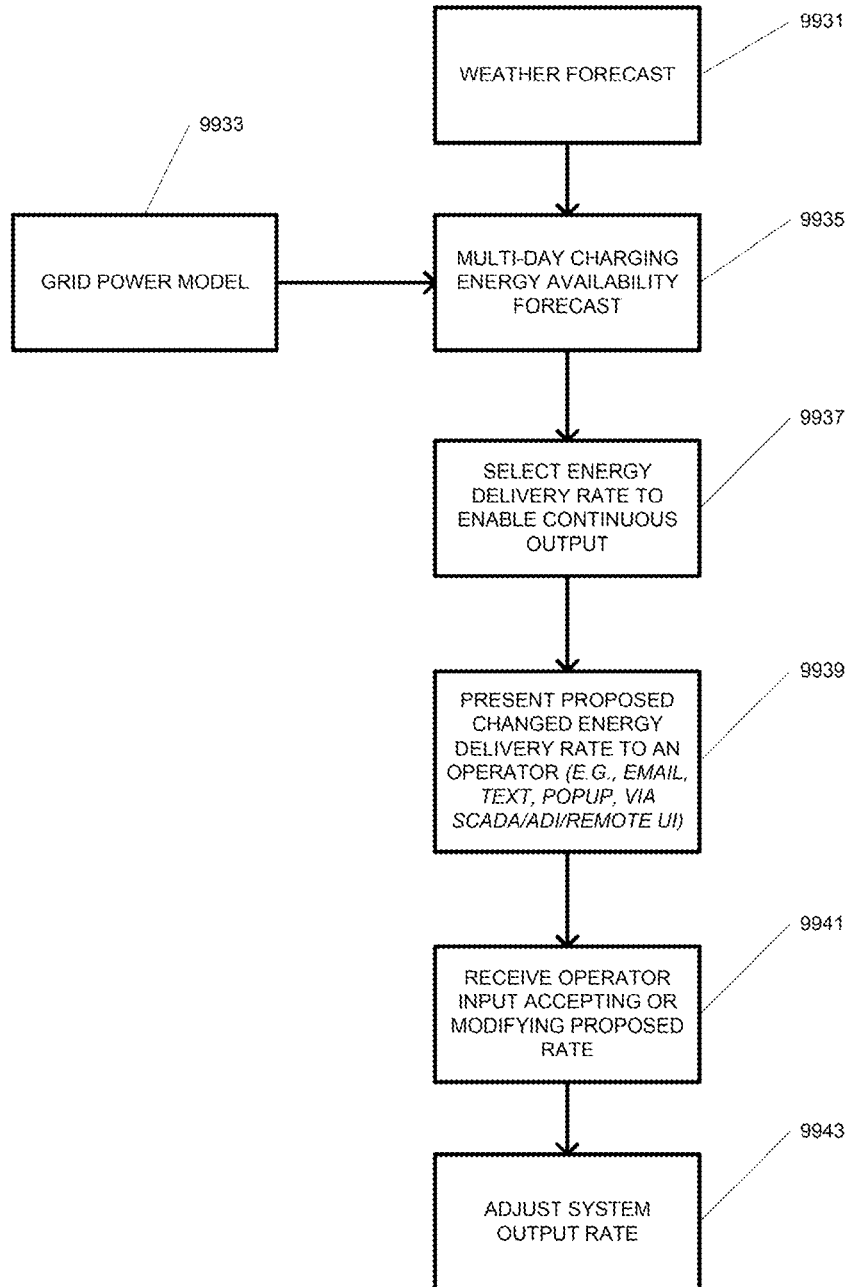 9931
WEATHER FORECAST
9933
GRID POWER MODEL
9935
MULTI-DAY CHARGING
ENERGY AVAILABILITY
FORECAST
9937
SELECT ENERGY
DELIVERY RATE TO
ENABLE CONTINUOUS
OUTPUT
9939
PRESENT PROPOSED
CHANGED ENERGY
DELIVERY RATE TO AN
OPERATOR (E.G., EMAIL,
TEXT, POPUP, VIA
SCADA/ADI/REMOTE UI)
9941
RECEIVE OPERATOR
INPUT ACCEPTING OR
MODIFYING PROPOSED
RATE
9943
ADJUST SYSTEM
OUTPUT RATE